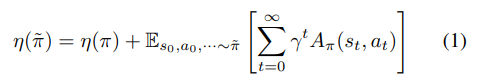 η(π̃) = η(π) + 𝔼_{s_0,a_0,⋯∼π̃} [ ∑_{t=0}^{∞} γ^t A_π(s_t, a_t) ] (1)